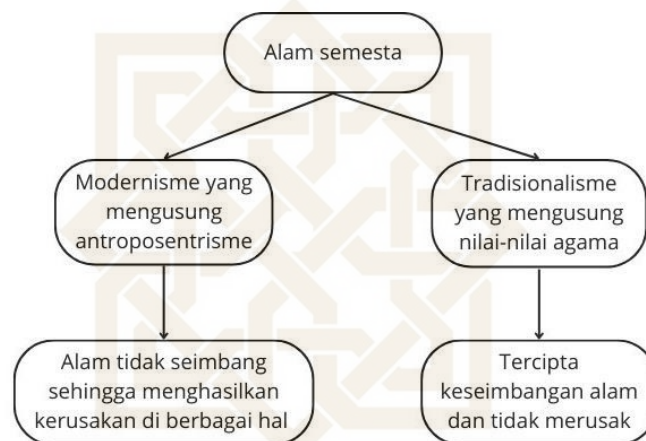 Alam semesta
Modernisme yang
mengusung
antroposentrisme
Tradisionalisme
yang mengusung
nilai-nilai agama
Alam tidak seimbang
sehingga menghasilkan
kerusakan di berbagai hal
Tercipta
keseimbangan alam
dan tidak merusak